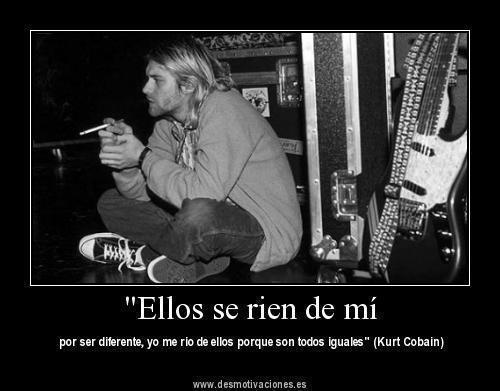 "Ellos se rien de mí
por ser diferente, yo me rio de ellos porque son todos iguales" (Kurt Cobain)
www.desmotivaciones.es